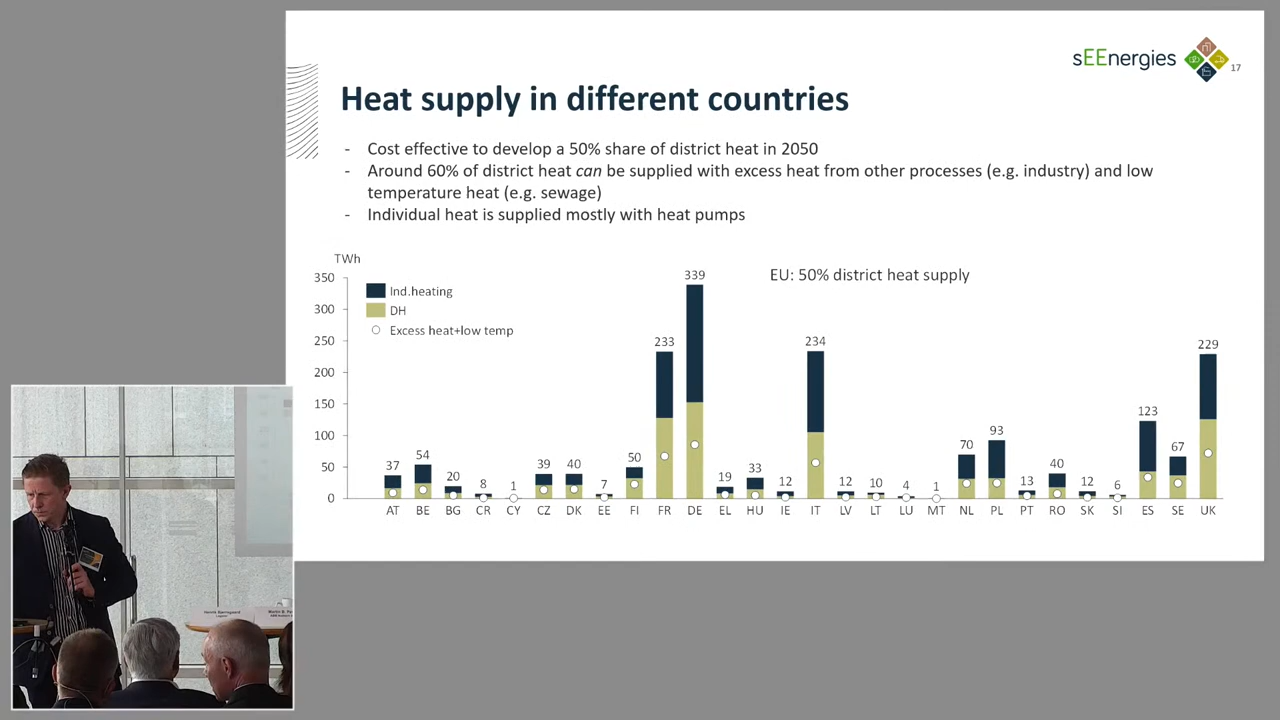 sEEnergies
17
Heat supply in different countries
- Cost effective to develop a 50% share of district heat in 2050
- Around 60% of district heat can be supplied with excess heat from other processes (e.g. industry) and low
temperature heat (e.g. sewage)
- Individual heat is supplied mostly with heat pumps
TWh
EU: 50% district heat supply
350
300
250
200
150
100
50
0
Ind.heating
DH
Excess heat+low temp
37 54 20 8 1 39 40 7 50 233 339 19 33 12 234 12 10 4 1 70 93 13 40 12 6 123 67 229
AT BE BG CR CY CZ DK EE FI FR DE EL HU IE IT LV LT LU MT NL PL PT RO SK SI ES SE UK